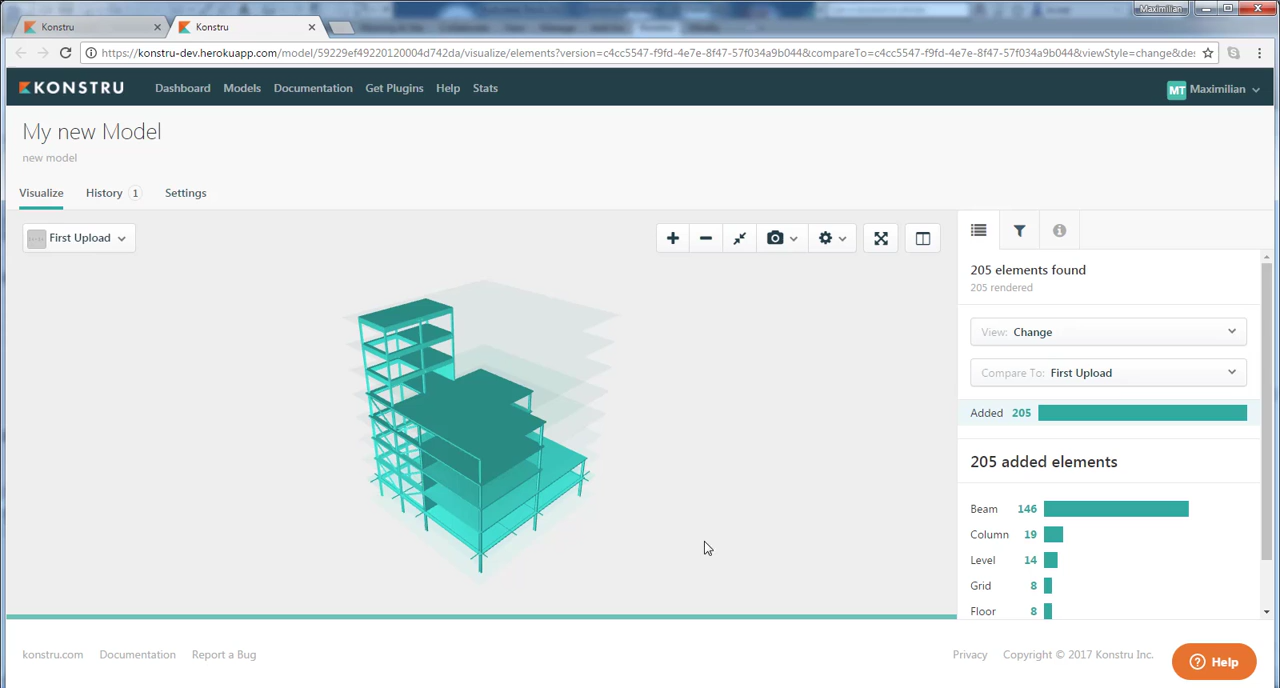 Maximilian
Konstru
Konstru
https://konstru-dev.herokuapp.com/model/59229ef49220120004d742da/visualize/elements?version=c4cc5547-f9fd-4e7e-8f47-57f034a9b044&compareTo=c4cc5547-f9fd-4e7e-8f47-57f034a9b044&viewStyle=change&de
KONSTRU
Dashboard
Models
Documentation
Get Plugins
Help
Stats
MT
Maximilian
My new Model
new model
Visualize
History 1
Settings
First Upload
205 elements found
205 rendered
View: Change
Compare To: First Upload
Added 205
205 added elements
Beam 146
Column 19
Level 14
Grid 8
Floor 8
konstru.com
Documentation
Report a Bug
Privacy
Copyright © 2017 Konstru Inc.
Help